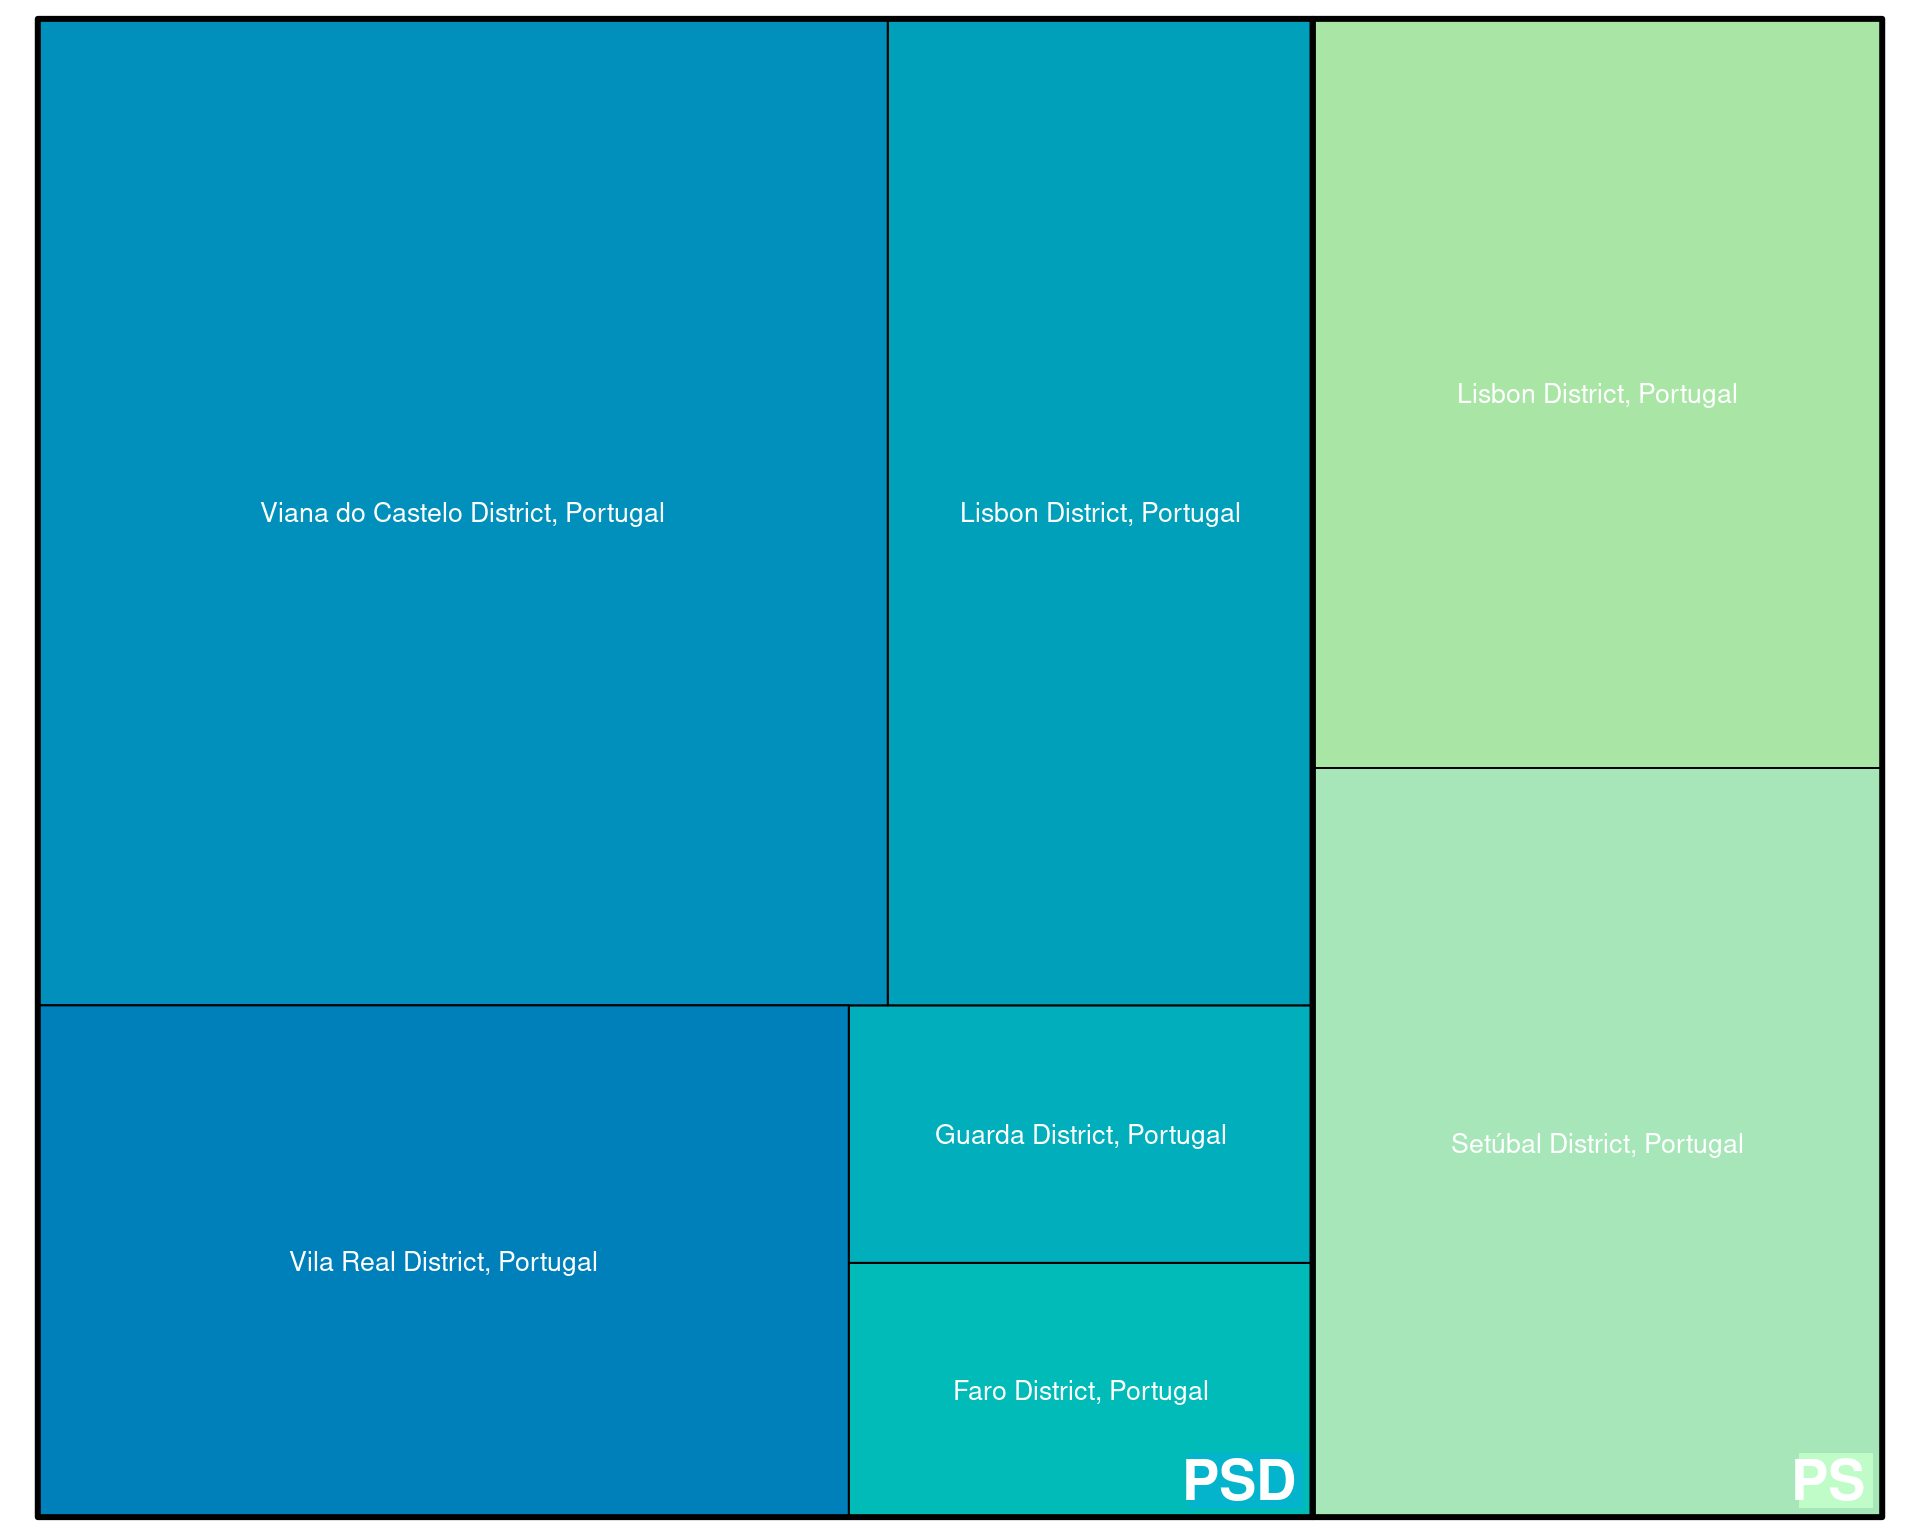 Viana do Castelo District, Portugal
Lisbon District, Portugal
Vila Real District, Portugal
Guarda District, Portugal
Faro District, Portugal
PSD
Lisbon District, Portugal
Setúbal District, Portugal
PS